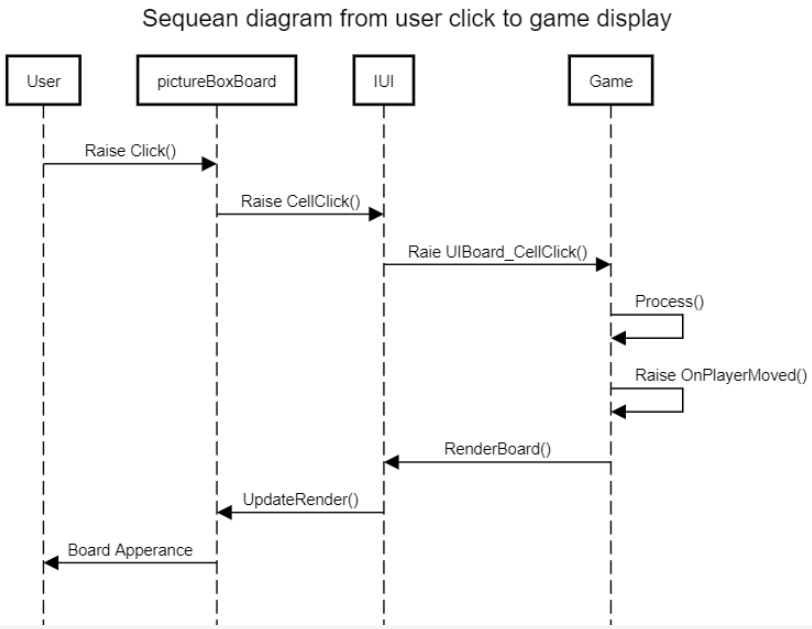 Sequean diagram from user click to game display
User
pictureBoxBoard
IUI
Game
Raise Click()
Raise CellClick()
Raie UIBoard_CellClick()
Process()
Raise OnPlayerMoved()
RenderBoard()
UpdateRender()
Board Apperance